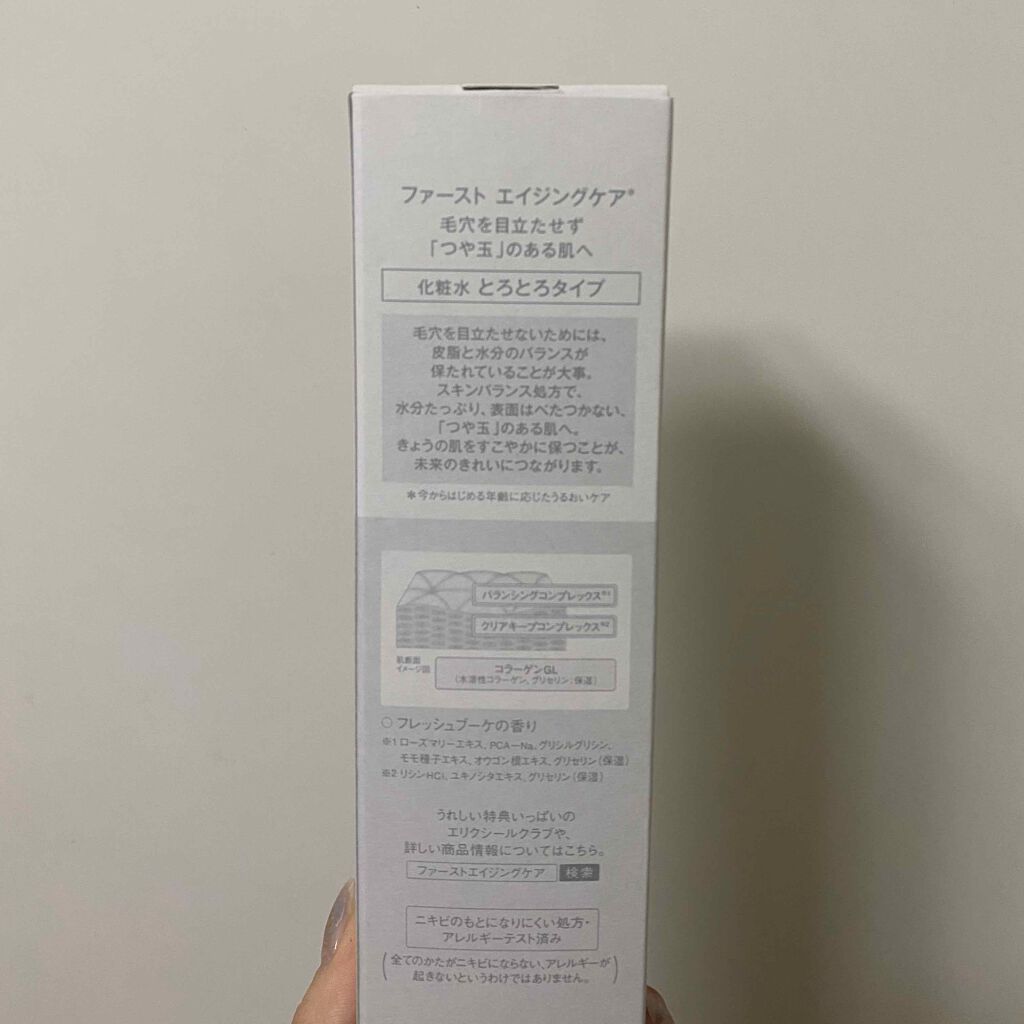 ファースト エイジングケア*
毛穴を目立たせず
「つや玉」のある肌へ
化粧水 とろとろタイプ
毛穴を目立たせないためには、
皮脂と水分のバランスが
保たれていることが大事。
スキンバランス処方で、
水分たっぷり、表面はべたつかない、
「つや玉」のある肌へ。
きょうの肌をすこやかに保つことが、
未来のきれいにつながります。
*今からはじめる年齢に応じたうるおいケア
バランシングコンプレックス※1
クリアキープコンプレックス※2
肌断面
イメージ図
コラーゲンGL
(水溶性コラーゲン、グリセリン:保湿)
○ フレッシュブーケの香り
※1 ローズマリーエキス、PCA-Na、グリシルグリシン、
モモ種子エキス、オウゴン根エキス、グリセリン(保湿)
※2 リシンHCl、ユキノシタエキス、グリセリン(保湿)
うれしい特典いっぱいの
エリクシールクラブや、
詳しい商品情報についてはこちら。
ファーストエイジングケア 検索
ニキビのもとになりにくい処方・
アレルギーテスト済み
(全てのかたがニキビにならない、アレルギーが
起きないというわけではありません。)